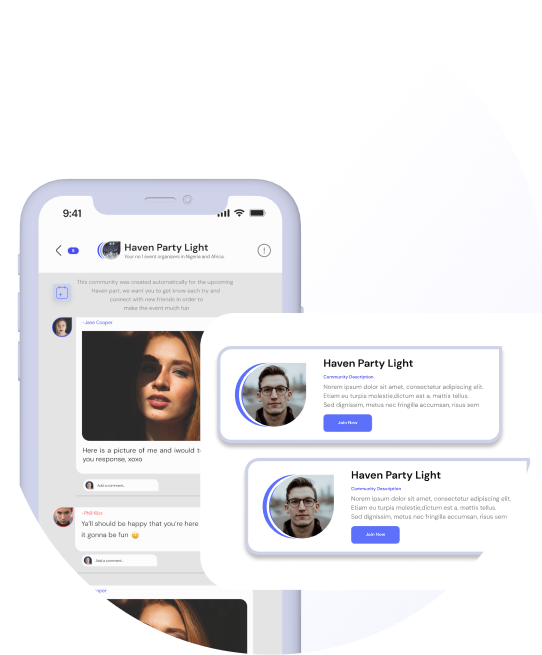 9:41
8
Haven Party Light
Your no 1 event organizers in Nigeria and Africa.
This community was created automatically for the upcoming
Haven part, we want you to get know each try and
connect with new friends in order to
make the event much fun
~Jane Cooper
Here is a picture of me and iwould
you response, xoxo
Add a comment..
~Phil Klox
Ya'll should be happy that you're here
it gonna be fun 😄
Add a comment..
ooper
Haven Party Light
Community Description
Norem ipsum dolor sit amet, consectetur adipiscing elit.
Etiam eu turpis molestie,dictum est a, mattis tellus.
Sed dignissim, metus nec fringilla accumsan, risus sem
Join Now
Haven Party Light
Community Description
Norem ipsum dolor sit amet, consectetur adipiscing elit.
Etiam eu turpis molestie,dictum est a, mattis tellus.
Sed dignissim, metus nec fringilla accumsan, risus sem
Join Now